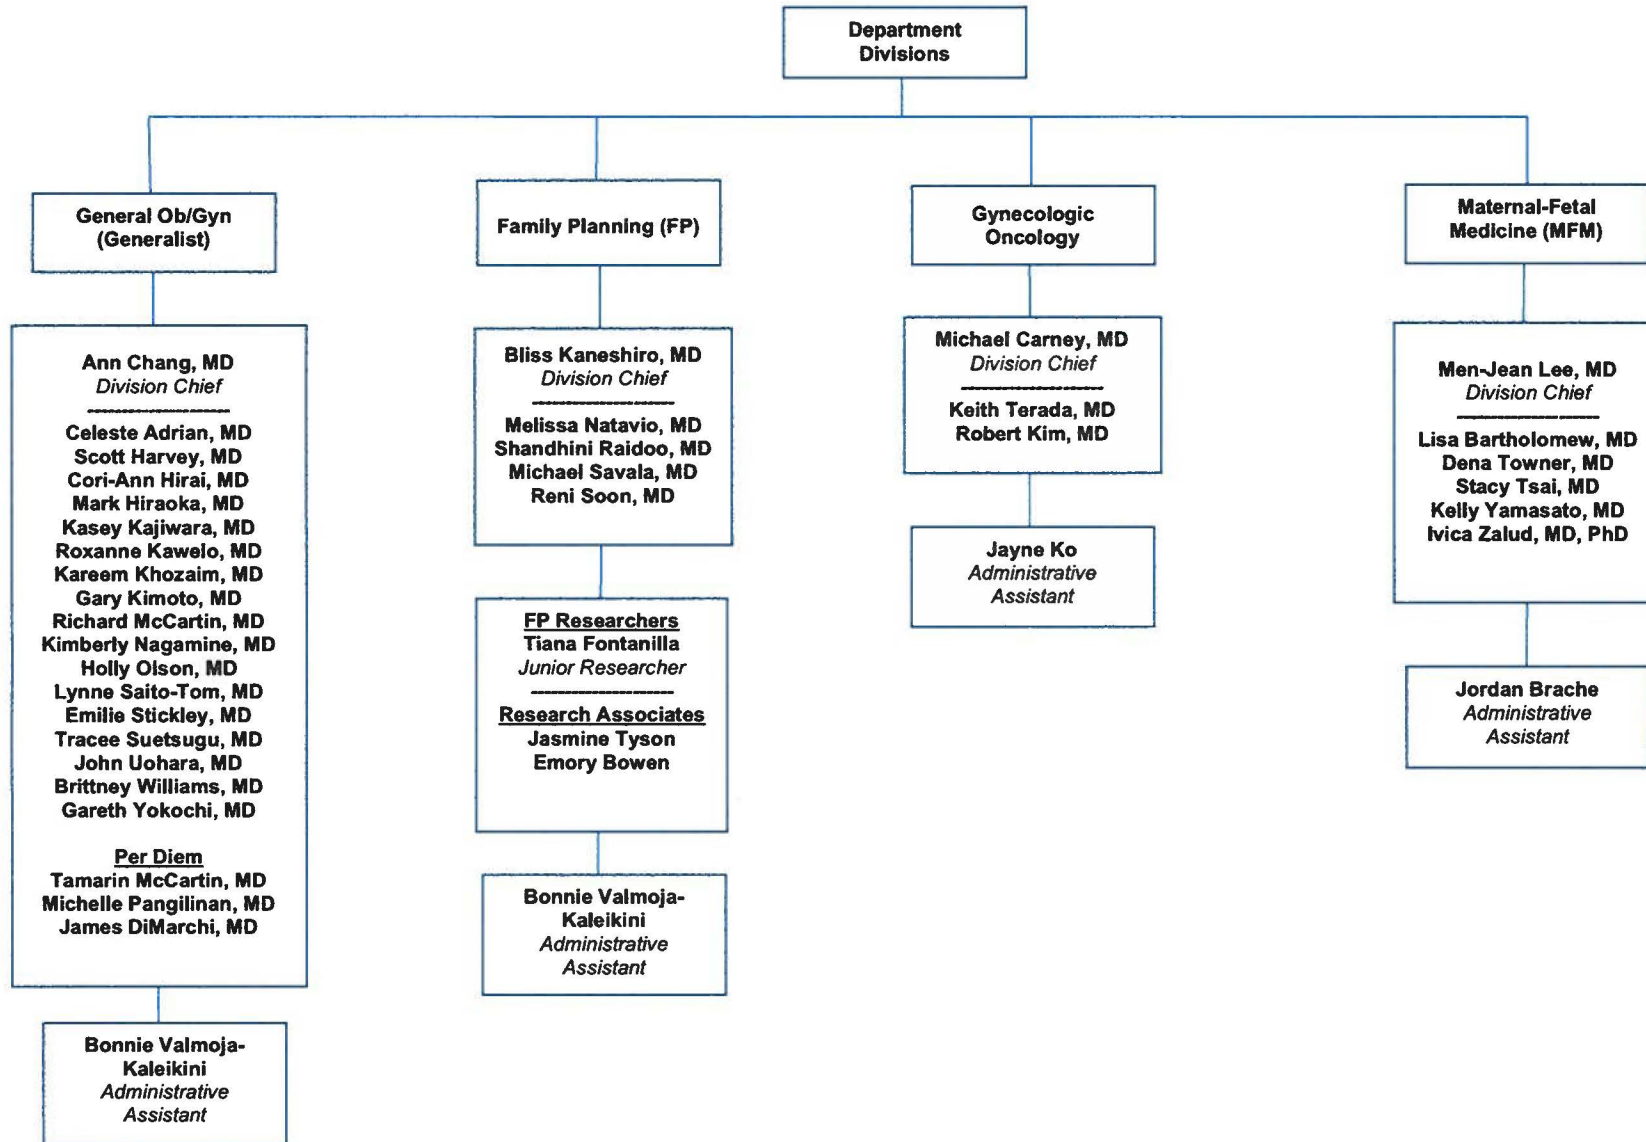 Department
Divisions
General Ob/Gyn
(Generalist)
Ann Chang, MD
Division Chief
Celeste Adrian, MD
Scott Harvey, MD
Cori-Ann Hirai, MD
Mark Hiraoka, MD
Kasey Kajiwara, MD
Roxanne Kawelo, MD
Kareem Khozaim, MD
Gary Kimoto, MD
Richard McCartin, MD
Kimberly Nagamine, MD
Holly Olson, MD
Lynne Saito-Tom, MD
Emilie Stickley, MD
Tracee Suetsugu, MD
John Uohara, MD
Brittney Williams, MD
Gareth Yokochi, MD
Per Diem
Tamarin McCartin, MD
Michelle Pangilinan, MD
James DiMarchi, MD
Bonnie Valmoja-
Kaleikini
Administrative
Assistant
Family Planning (FP)
Bliss Kaneshiro, MD
Division Chief
Melissa Natavio, MD
Shandhini Raidoo, MD
Michael Savala, MD
Reni Soon, MD
FP Researchers
Tiana Fontanilla
Junior Researcher
Research Associates
Jasmine Tyson
Emory Bowen
Bonnie Valmoja-
Kaleikini
Administrative
Assistant
Gynecologic
Oncology
Michael Carney, MD
Division Chief
Keith Terada, MD
Robert Kim, MD
Jayne Ko
Administrative
Assistant
Maternal-Fetal
Medicine (MFM)
Men-Jean Lee, MD
Division Chief
Lisa Bartholomew, MD
Dena Towner, MD
Stacy Tsai, MD
Kelly Yamasato, MD
Ivica Zalud, MD, PhD
Jordan Brache
Administrative
Assistant